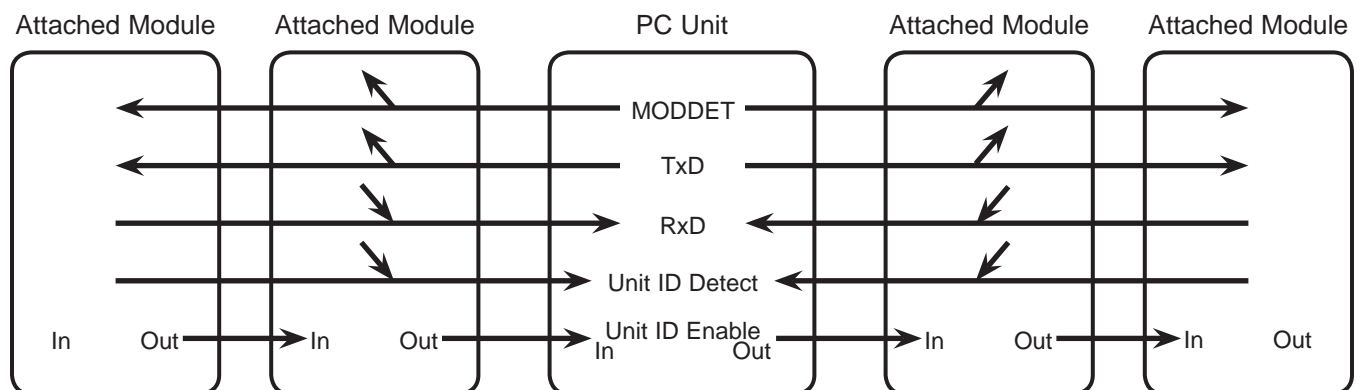 Attached Module
Attached Module
PC Unit
Attached Module
Attached Module
MODDET
TxD
RxD
Unit ID Detect
Unit ID Enable
In
Out
In
Out
In
Out
In
Out
In
Out